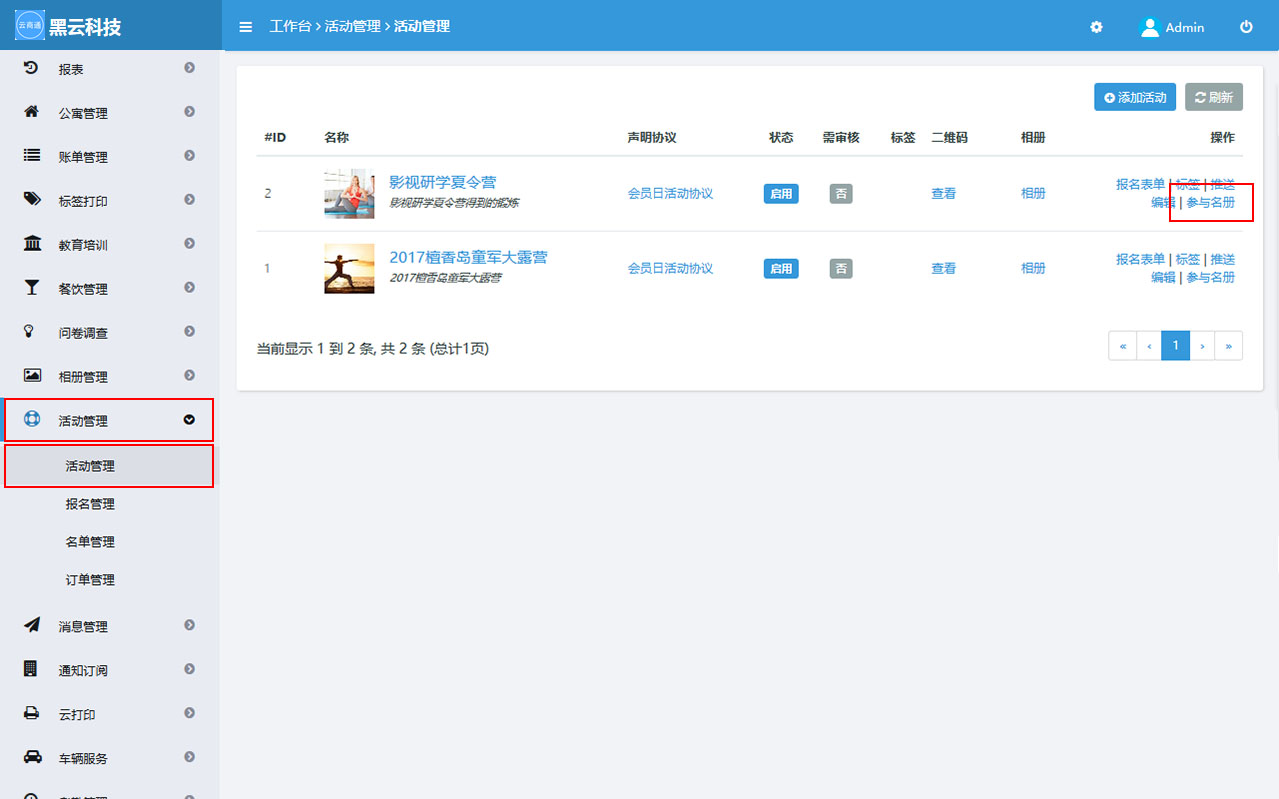 云商通 黑云科技
工作台 › 活动管理 › 活动管理
Admin
报表
公寓管理
账单管理
标签打印
教育培训
餐饮管理
问卷调查
相册管理
活动管理
活动管理
报名管理
名单管理
订单管理
消息管理
通知订阅
云打印
车辆服务
添加活动 刷新
#ID 名称 声明协议 状态 需审核 标签 二维码 相册 操作
2 影视研学夏令营 会员日活动协议 启用 否 查看 相册 报名表单 | 标签 | 推送
影视研学夏令营得到的锻炼 编辑 | 参与名册
1 2017檀香岛童军大露营 会员日活动协议 启用 否 查看 相册 报名表单 | 标签 | 推送
2017檀香岛童军大露营 编辑 | 参与名册
当前显示 1 到 2 条, 共 2 条 (总计1页) « ‹ 1 › »